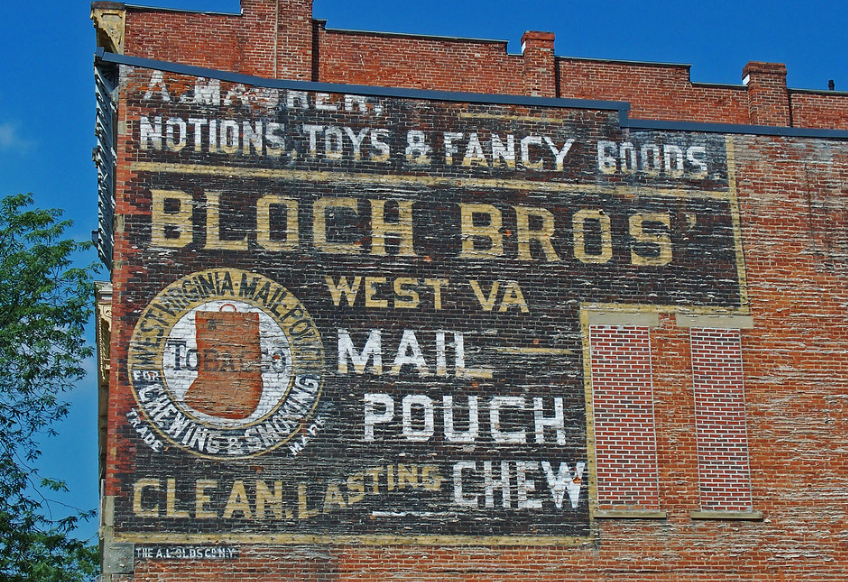 NOTIONS, TOYS & FANCY GOODS.
BLOCH BROS'
WEST VA
MAIL
POUCH
CLEAN. LASTING CHEW
WEST VIRGINIA MAIL POUCH
TOBACCO
FOR
CHEWING & SMOKING
TRADE MARK
THE A.L. OLDS CO. N.Y.